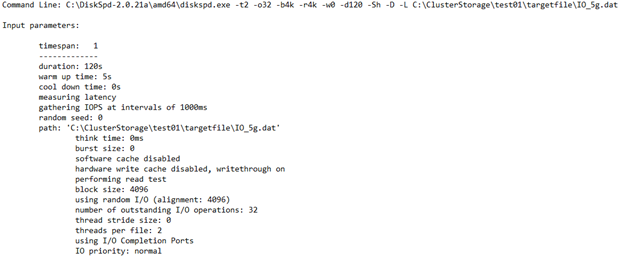 Command Line: C:\DiskSpd-2.0.21a\amd64\diskspd.exe -t2 -o32 -b4k -r4k -w0 -d120 -Sh -D -L C:\ClusterStorage\test01\targetfile\IO_5g.dat
Input parameters:
timespan: 1
-------------
duration: 120s
warm up time: 5s
cool down time: 0s
measuring latency
gathering IOPS at intervals of 1000ms
random seed: 0
path: 'C:\ClusterStorage\test01\targetfile\IO_5g.dat'
think time: 0ms
burst size: 0
software cache disabled
hardware write cache disabled, writethrough on
performing read test
block size: 4096
using random I/O (alignment: 4096)
number of outstanding I/O operations: 32
thread stride size: 0
threads per file: 2
using I/O Completion Ports
IO priority: normal